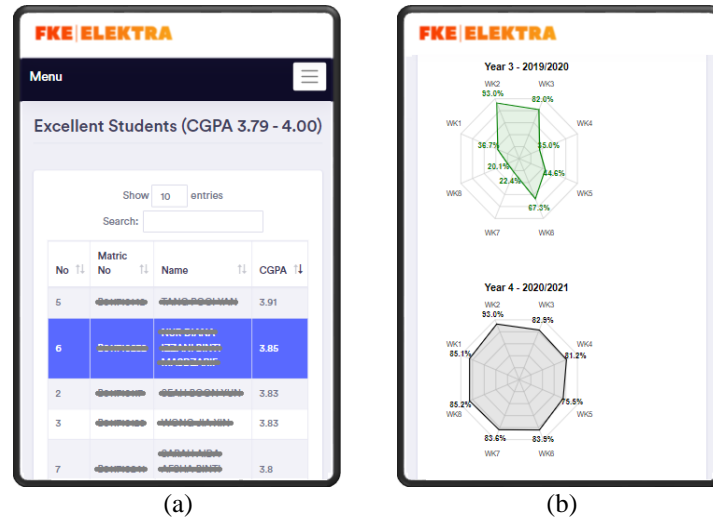 FKE|ELEKTRA
Menu
Excellent Students (CGPA 3.79 - 4.00)
Show 10 entries
Search:
No Matric No Name CGPA
5 3.91
6 3.85
2 3.83
3 3.83
7 3.8
(a)
FKE|ELEKTRA
Year 3 - 2019/2020
WK2 WK3
93.0% 82.0%
WK1 WK4
36.7% 35.0%
20.1% 44.6%
22.4%
WK8 WK5
67.3%
WK7 WK6
Year 4 - 2020/2021
WK2 WK3
93.0% 82.9%
WK1 WK4
85.1% 81.2%
85.2% 75.5%
WK8 WK5
83.6% 83.9%
WK7 WK6
(b)